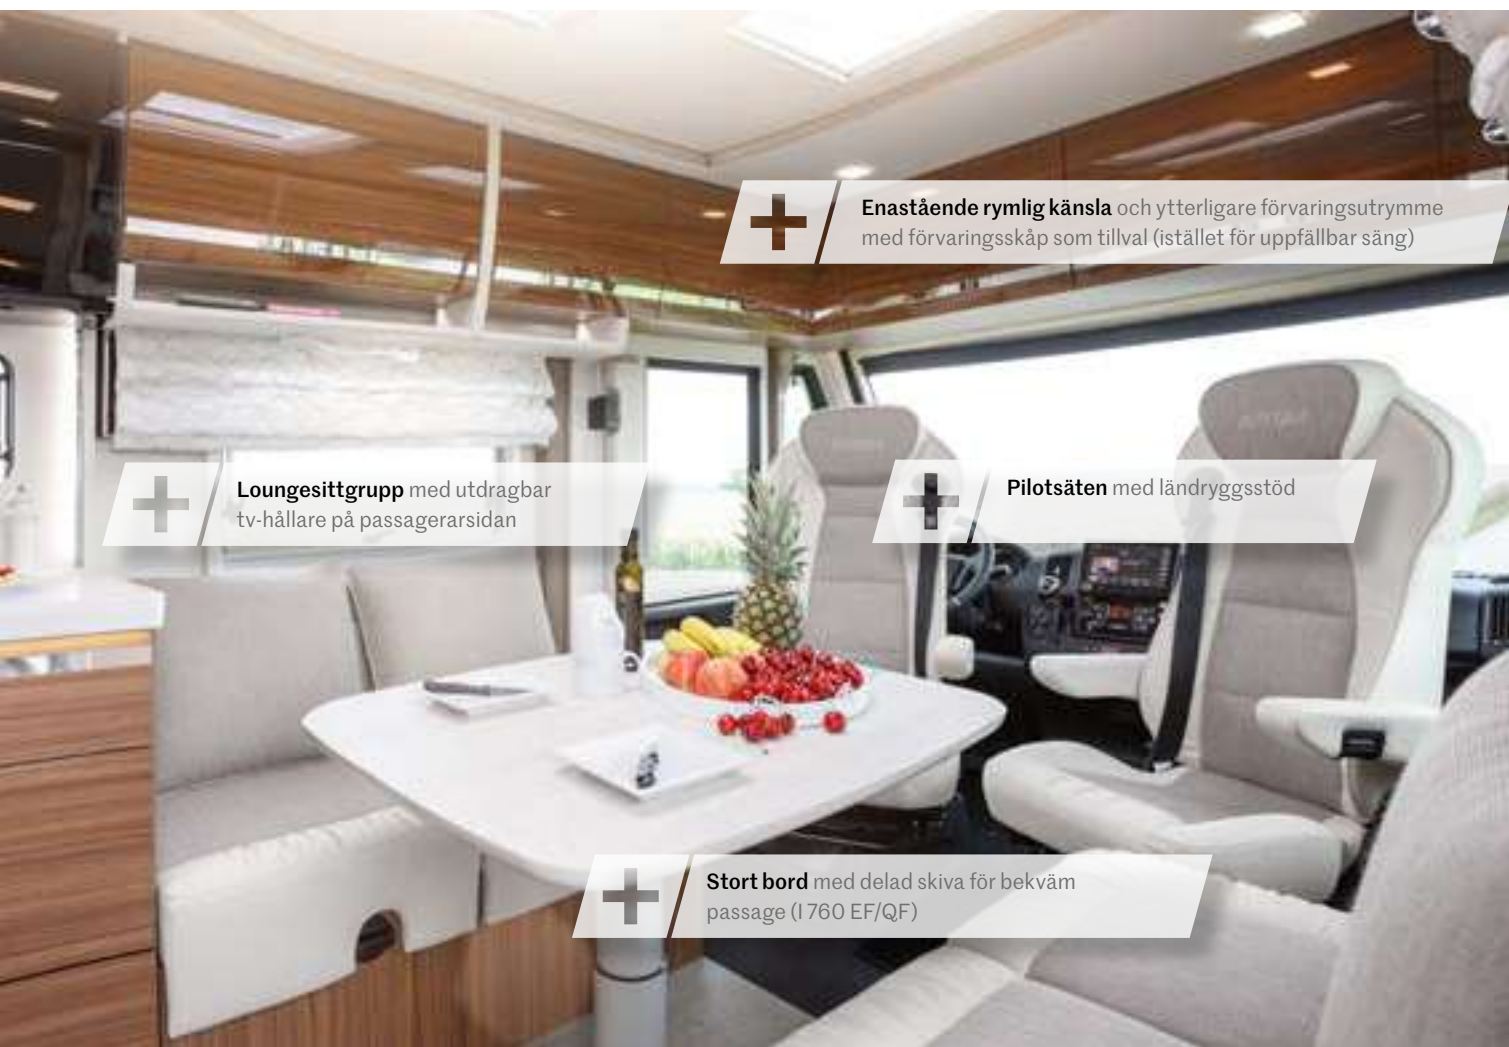 Enastående rymlig känsla och ytterligare förvaringsutrymme
med förvaringsskåp som tillval (istället för uppfällbar säng)
Loungesittgrupp med utdragbar
tv-hållare på passagerarsidan
Pilotsäten med ländryggsstöd
Stort bord med delad skiva för bekväm
passage (I 760 EF/QF)